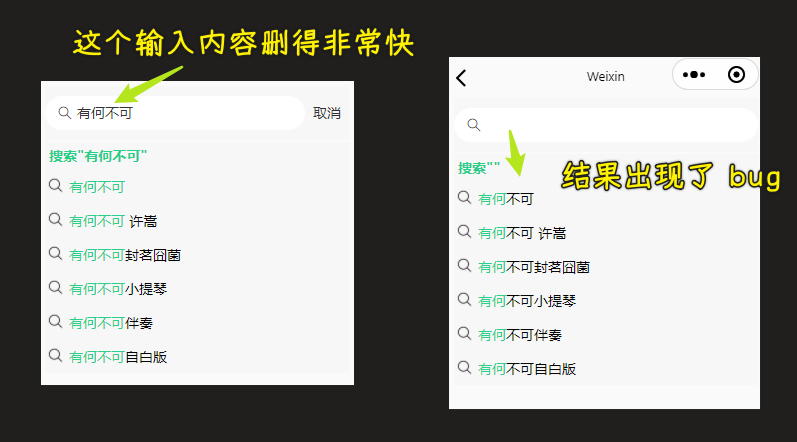 这个输入内容删得非常快
有何不可 取消
搜索"有何不可"
有何不可
有何不可 许嵩
有何不可封茗囧菌
有何不可小提琴
有何不可伴奏
有何不可自白版
Weixin
搜索""
结果出现了 bug
有何不可
有何不可 许嵩
有何不可封茗囧菌
有何不可小提琴
有何不可伴奏
有何不可自白版